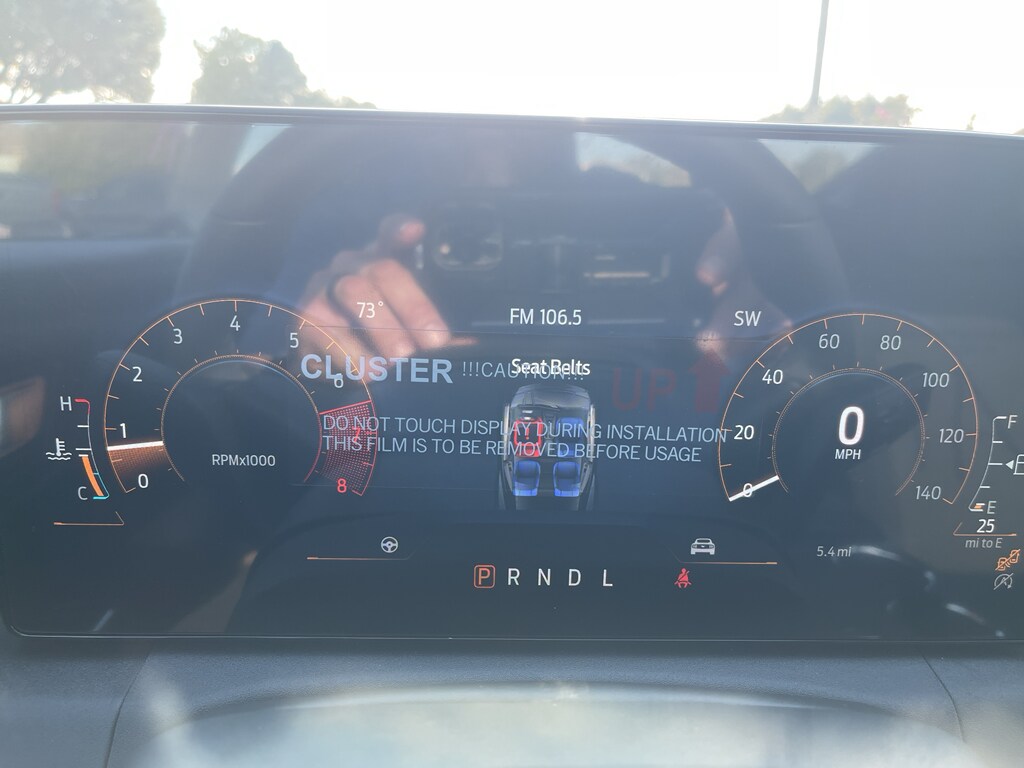 73°
FM 106.5
SW
CLUSTER !!!CAUTION!!!
Seat Belts
UP
DO NOT TOUCH DISPLAY DURING INSTALLATION
THIS FILM IS TO BE REMOVED BEFORE USAGE
H
C
0
1
2
3
4
5
6
7
8
RPMx1000
0
20
40
60
80
100
120
140
0
MPH
F
E
25
mi to E
5.4 mi
P R N D L